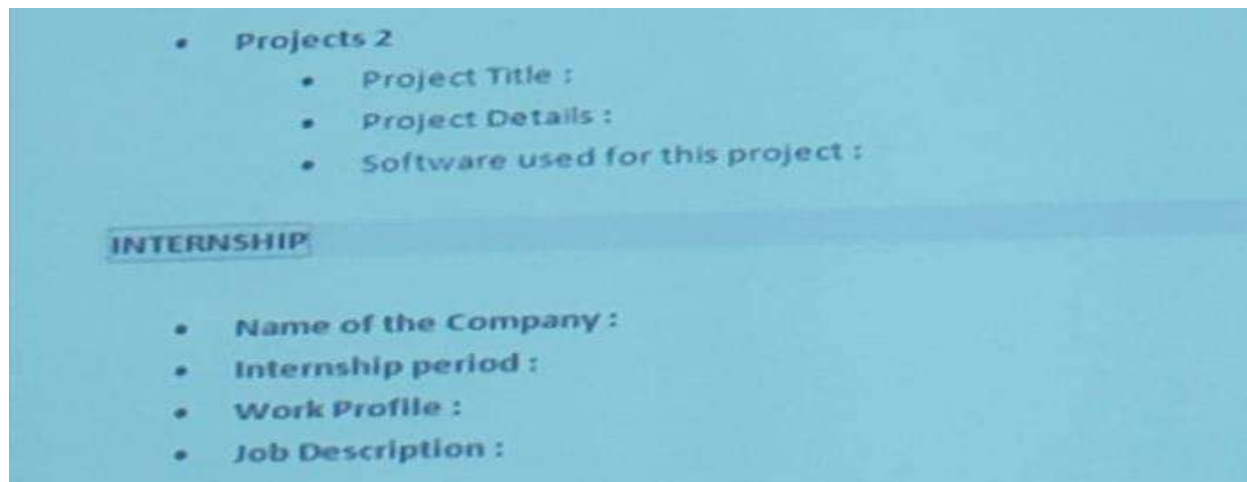 • Projects 2
• Project Title :
• Project Details :
• Software used for this project :
INTERNSHIP
• Name of the Company :
• Internship period :
• Work Profile :
• Job Description :